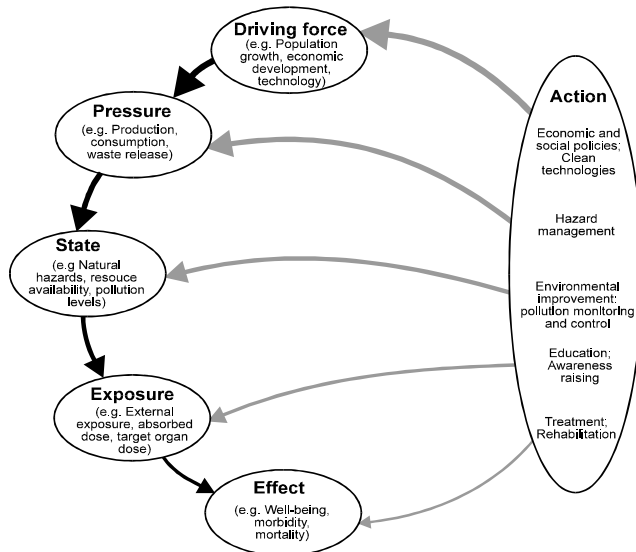 Driving force
(e.g. Population
growth, economic
development,
technology)
Pressure
(e.g. Production,
consumption,
waste release)
State
(e.g Natural
hazards, resouce
availability, pollution
levels)
Exposure
(e.g. External
exposure, absorbed
dose, target organ
dose)
Effect
(e.g. Well-being,
morbidity,
mortality)
Action
Economic and
social policies;
Clean
technologies
Hazard
management
Environmental
improvement:
pollution monitoring
and control
Education;
Awareness
raising
Treatment;
Rehabilitation